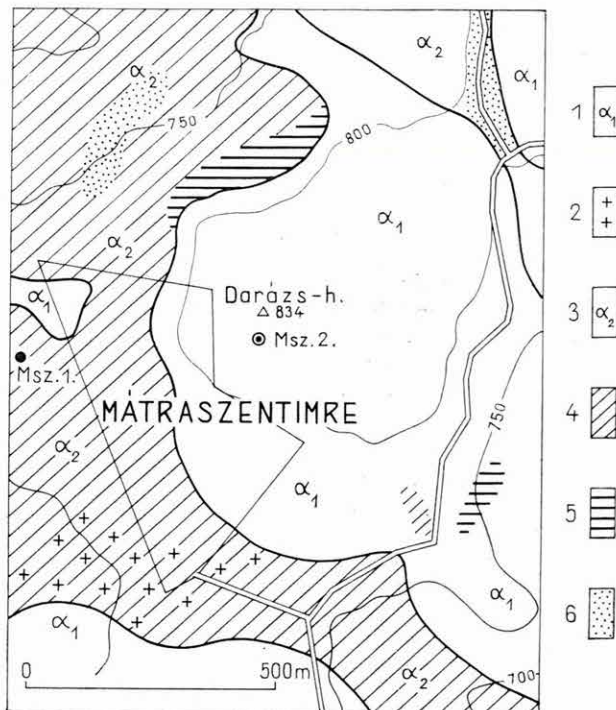 α₂ α₂ α₁ 1 α₁
750 800
2 + +
α₁
α₂ 3 α₂
α₁ Darázs-h.
△ 834
Msz. 2.
Msz. 1.
MÁTRASZENTIMRE 4
750
α₂
α₁ 5
α₁ α₁ 6
0 500m α₂ 700